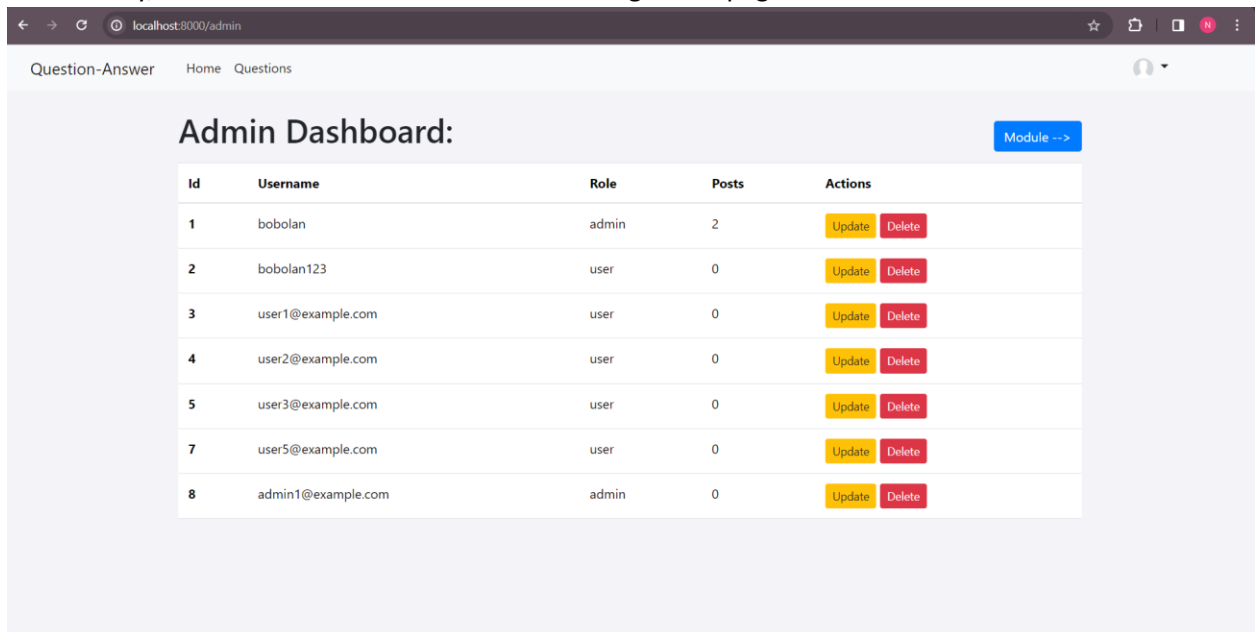 localhost:8000/admin
N
Question-Answer Home Questions
Admin Dashboard:
Module -->
Id Username Role Posts Actions
1 bobolan admin 2 Update Delete
2 bobolan123 user 0 Update Delete
3 user1@example.com user 0 Update Delete
4 user2@example.com user 0 Update Delete
5 user3@example.com user 0 Update Delete
7 user5@example.com user 0 Update Delete
8 admin1@example.com admin 0 Update Delete